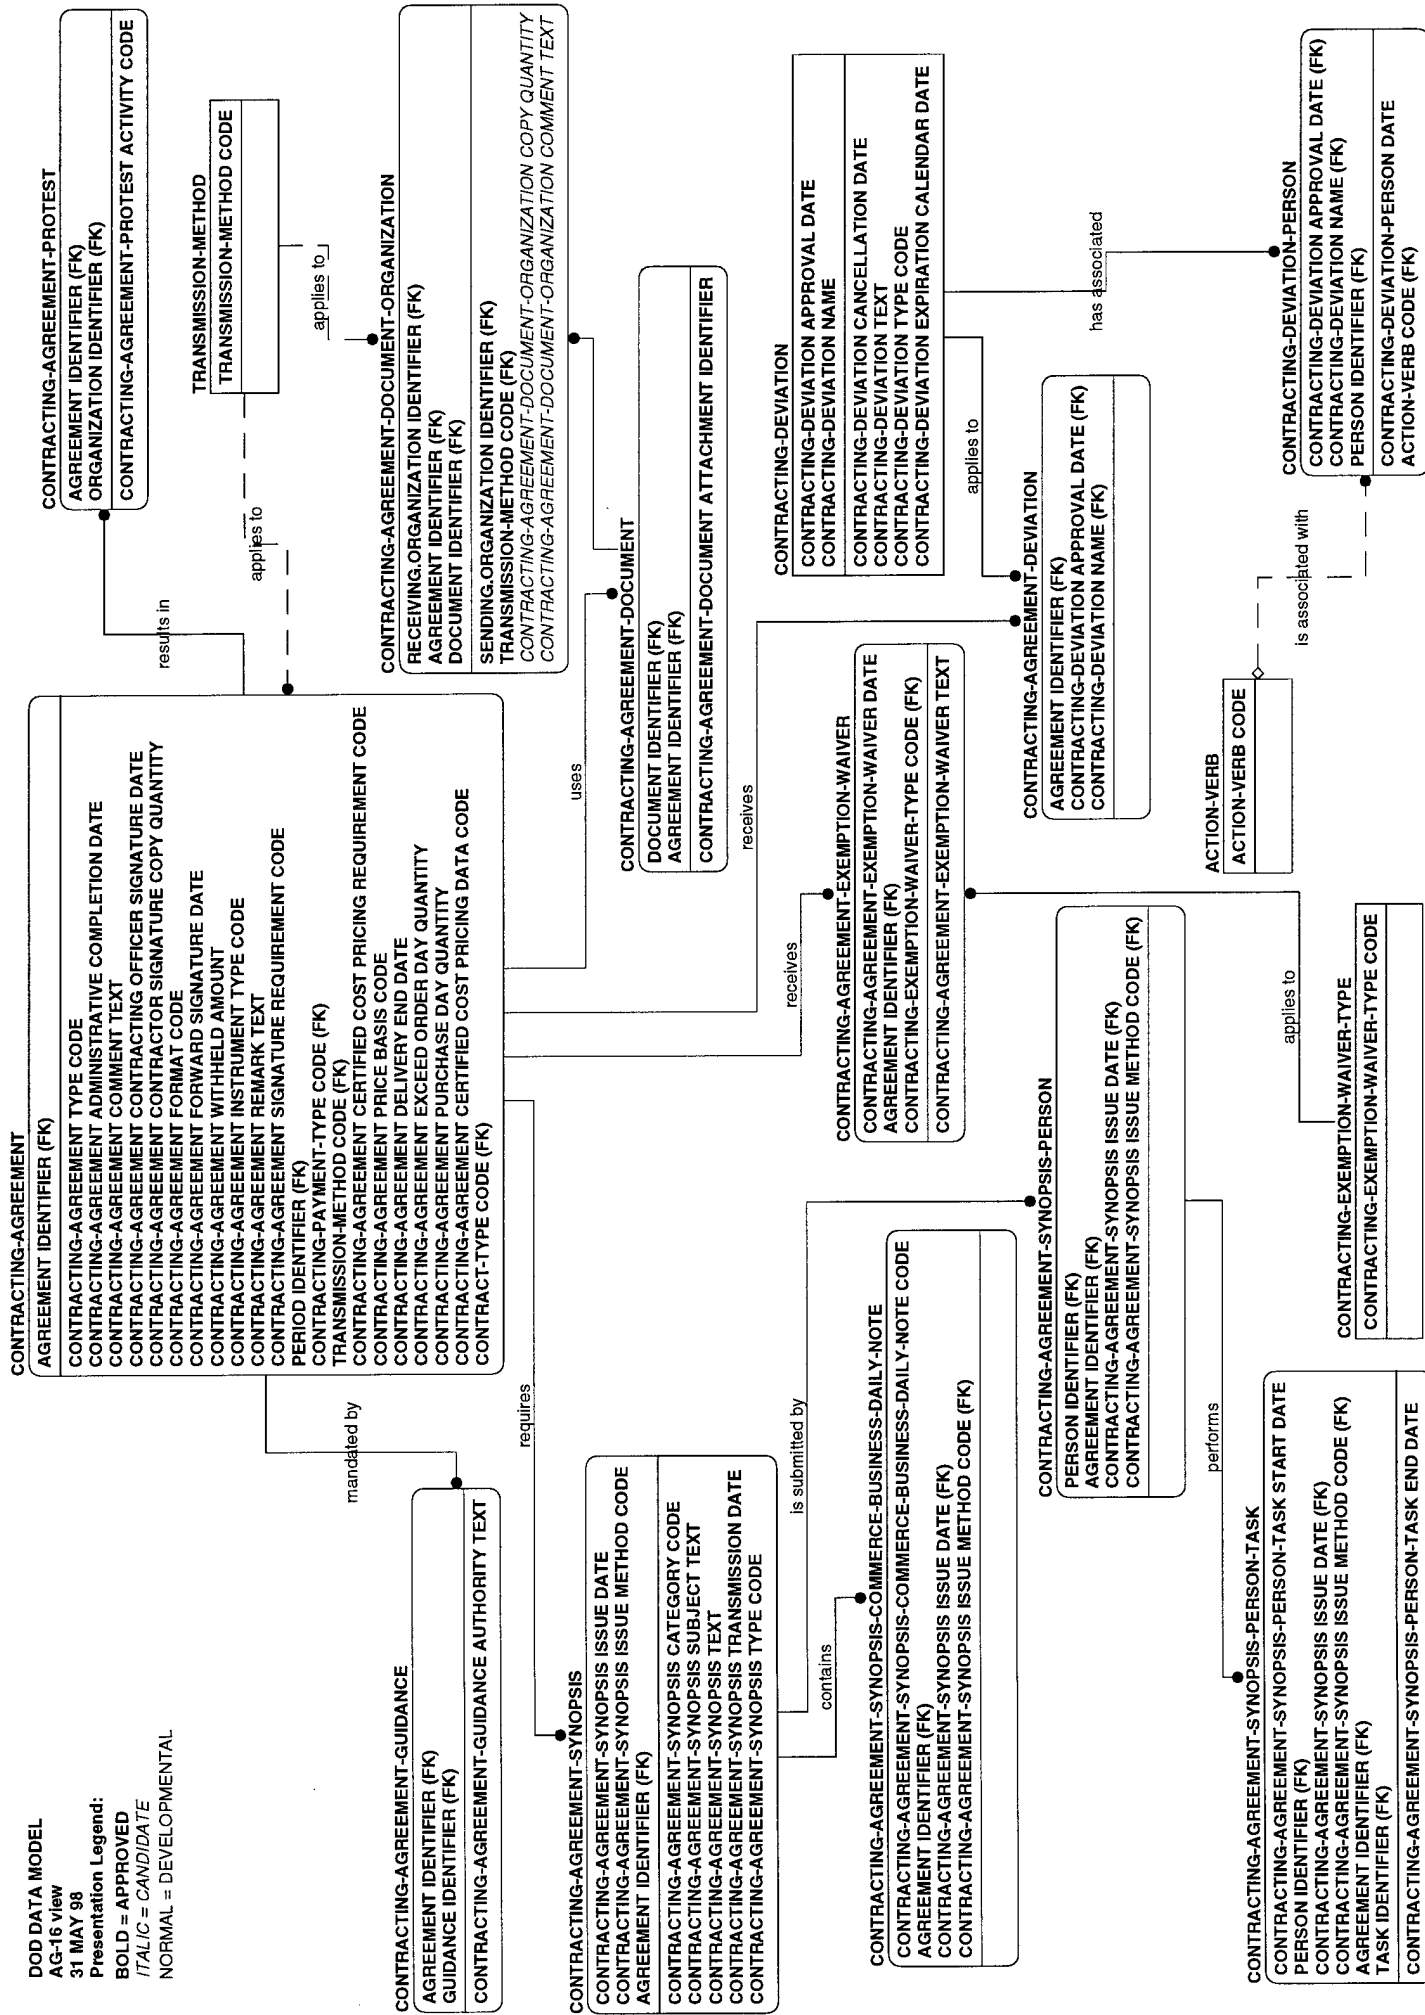 DOD DATA MODEL
AG-16 view
31 MAY 98
Presentation Legend:
BOLD = APPROVED
ITALIC = CANDIDATE
NORMAL = DEVELOPMENTAL
CONTRACTING-AGREEMENT
AGREEMENT IDENTIFIER (FK)
CONTRACTING-AGREEMENT TYPE CODE
CONTRACTING-AGREEMENT ADMINISTRATIVE COMPLETION DATE
CONTRACTING-AGREEMENT COMMENT TEXT
CONTRACTING-AGREEMENT CONTRACTING OFFICER SIGNATURE DATE
CONTRACTING-AGREEMENT CONTRACTOR SIGNATURE COPY QUANTITY
CONTRACTING-AGREEMENT FORMAT CODE
CONTRACTING-AGREEMENT FORWARD SIGNATURE DATE
CONTRACTING-AGREEMENT WITHHELD AMOUNT
CONTRACTING-AGREEMENT INSTRUMENT TYPE CODE
CONTRACTING-AGREEMENT REMARK TEXT
CONTRACTING-AGREEMENT SIGNATURE REQUIREMENT CODE
PERIOD IDENTIFIER (FK)
CONTRACTING-PAYMENT-TYPE CODE (FK)
TRANSMISSION-METHOD CODE (FK)
CONTRACTING-AGREEMENT CERTIFIED COST PRICING REQUIREMENT CODE
CONTRACTING-AGREEMENT PRICE BASIS CODE
CONTRACTING-AGREEMENT DELIVERY END DATE
CONTRACTING-AGREEMENT EXCEED ORDER DAY QUANTITY
CONTRACTING-AGREEMENT PURCHASE DAY QUANTITY
CONTRACTING-AGREEMENT CERTIFIED COST PRICING DATA CODE
CONTRACT-TYPE CODE (FK)
results in
CONTRACTING-AGREEMENT-PROTEST
AGREEMENT IDENTIFIER (FK)
ORGANIZATION IDENTIFIER (FK)
CONTRACTING-AGREEMENT-PROTEST ACTIVITY CODE
TRANSMISSION-METHOD
TRANSMISSION-METHOD CODE
applies to
applies to
mandated by
CONTRACTING-AGREEMENT-GUIDANCE
AGREEMENT IDENTIFIER (FK)
GUIDANCE IDENTIFIER (FK)
CONTRACTING-AGREEMENT-GUIDANCE AUTHORITY TEXT
CONTRACTING-AGREEMENT-DOCUMENT-ORGANIZATION
RECEIVING.ORGANIZATION IDENTIFIER (FK)
AGREEMENT IDENTIFIER (FK)
DOCUMENT IDENTIFIER (FK)
SENDING.ORGANIZATION IDENTIFIER (FK)
TRANSMISSION-METHOD CODE (FK)
CONTRACTING-AGREEMENT-DOCUMENT-ORGANIZATION COPY QUANTITY
CONTRACTING-AGREEMENT-DOCUMENT-ORGANIZATION COMMENT TEXT
requires
uses
CONTRACTING-AGREEMENT-SYNOPSIS
CONTRACTING-AGREEMENT-SYNOPSIS ISSUE DATE
CONTRACTING-AGREEMENT-SYNOPSIS ISSUE METHOD CODE
AGREEMENT IDENTIFIER (FK)
CONTRACTING-AGREEMENT-SYNOPSIS CATEGORY CODE
CONTRACTING-AGREEMENT-SYNOPSIS SUBJECT TEXT
CONTRACTING-AGREEMENT-SYNOPSIS TEXT
CONTRACTING-AGREEMENT-SYNOPSIS TRANSMISSION DATE
CONTRACTING-AGREEMENT-SYNOPSIS TYPE CODE
CONTRACTING-AGREEMENT-DOCUMENT
DOCUMENT IDENTIFIER (FK)
AGREEMENT IDENTIFIER (FK)
CONTRACTING-AGREEMENT-DOCUMENT ATTACHMENT IDENTIFIER
receives
receives
is submitted by
contains
CONTRACTING-DEVIATION
CONTRACTING-DEVIATION APPROVAL DATE
CONTRACTING-DEVIATION NAME
CONTRACTING-DEVIATION CANCELLATION DATE
CONTRACTING-DEVIATION TEXT
CONTRACTING-DEVIATION TYPE CODE
CONTRACTING-DEVIATION EXPIRATION CALENDAR DATE
CONTRACTING-AGREEMENT-EXEMPTION-WAIVER
CONTRACTING-AGREEMENT-EXEMPTION-WAIVER DATE
AGREEMENT IDENTIFIER (FK)
CONTRACTING-EXEMPTION-WAIVER-TYPE CODE (FK)
CONTRACTING-AGREEMENT-EXEMPTION-WAIVER TEXT
CONTRACTING-AGREEMENT-SYNOPSIS-COMMERCE-BUSINESS-DAILY-NOTE
CONTRACTING-AGREEMENT-SYNOPSIS-COMMERCE-BUSINESS-DAILY-NOTE CODE
AGREEMENT IDENTIFIER (FK)
CONTRACTING-AGREEMENT-SYNOPSIS ISSUE DATE (FK)
CONTRACTING-AGREEMENT-SYNOPSIS ISSUE METHOD CODE (FK)
applies to
has associated
CONTRACTING-AGREEMENT-DEVIATION
AGREEMENT IDENTIFIER (FK)
CONTRACTING-DEVIATION APPROVAL DATE (FK)
CONTRACTING-DEVIATION NAME (FK)
CONTRACTING-AGREEMENT-SYNOPSIS-PERSON
PERSON IDENTIFIER (FK)
AGREEMENT IDENTIFIER (FK)
CONTRACTING-AGREEMENT-SYNOPSIS ISSUE DATE (FK)
CONTRACTING-AGREEMENT-SYNOPSIS ISSUE METHOD CODE (FK)
performs
ACTION-VERB
ACTION-VERB CODE
is associated with
applies to
CONTRACTING-AGREEMENT-SYNOPSIS-PERSON-TASK
CONTRACTING-AGREEMENT-SYNOPSIS-PERSON-TASK START DATE
PERSON IDENTIFIER (FK)
CONTRACTING-AGREEMENT-SYNOPSIS ISSUE DATE (FK)
CONTRACTING-AGREEMENT-SYNOPSIS ISSUE METHOD CODE (FK)
AGREEMENT IDENTIFIER (FK)
TASK IDENTIFIER (FK)
CONTRACTING-AGREEMENT-SYNOPSIS-PERSON-TASK END DATE
CONTRACTING-EXEMPTION-WAIVER-TYPE
CONTRACTING-EXEMPTION-WAIVER-TYPE CODE
CONTRACTING-DEVIATION-PERSON
CONTRACTING-DEVIATION APPROVAL DATE (FK)
CONTRACTING-DEVIATION NAME (FK)
PERSON IDENTIFIER (FK)
CONTRACTING-DEVIATION-PERSON DATE
ACTION-VERB CODE (FK)